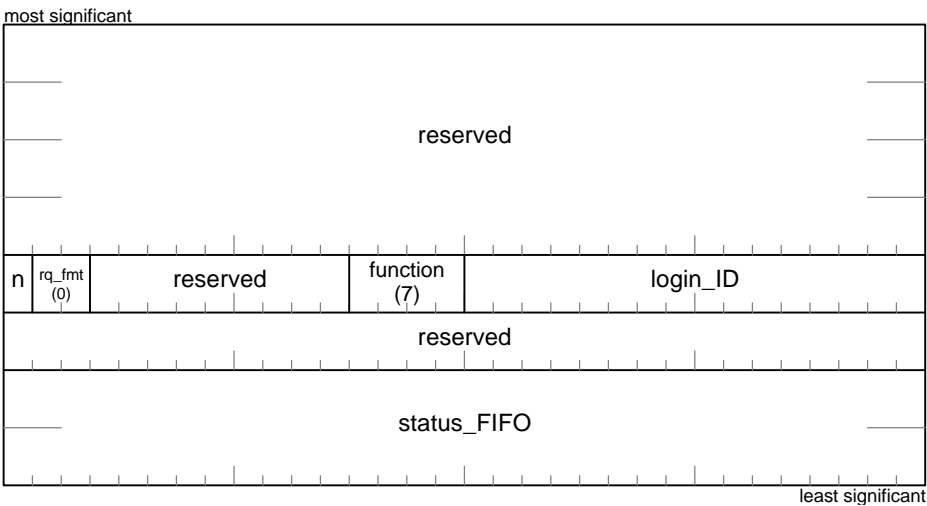 most significant
reserved
n rq_fmt (0) reserved function (7) login_ID
reserved
status_FIFO
least significant